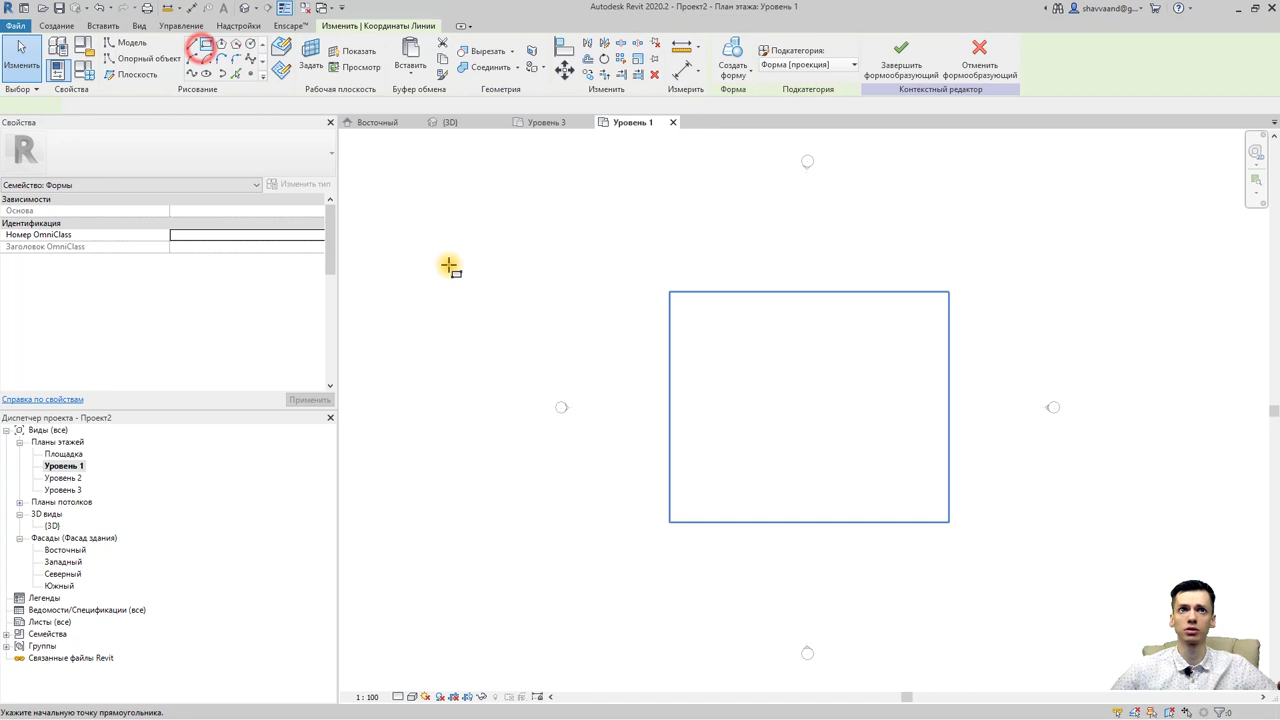 Autodesk Revit 2020.2 - Проект2 - План этажа: Уровень 1
shavvaand@g...
Файл Создание Вставить Вид Управление Надстройки Enscape™ Изменить | Координаты Линии
Изменить
Модель
Опорный объект
Плоскость
Задать
Показать
Просмотр
Вставить
Вырезать
Соединить
Создать форму
Подкатегория:
Форма [проекция]
Завершить формообразующий
Отменить формообразующий
Выбор Свойства Рисование Рабочая плоскость Буфер обмена Геометрия Изменить Измерить Форма Подкатегория Контекстный редактор
Свойства
Восточный {3D} Уровень 3 Уровень 1
Семейство: Формы
Изменить тип
Зависимости
Основа
Идентификация
Номер OmniClass
Заголовок OmniClass
Справка по свойствам
Применить
Диспетчер проекта - Проект2
Виды (все)
Планы этажей
Площадка
Уровень 1
Уровень 2
Уровень 3
Планы потолков
3D виды
{3D}
Фасады (Фасад здания)
Восточный
Западный
Северный
Южный
Легенды
Ведомости/Спецификации (все)
Листы (все)
Семейства
Группы
Связанные файлы Revit
1 : 100
Укажите начальную точку прямоугольника.
:0